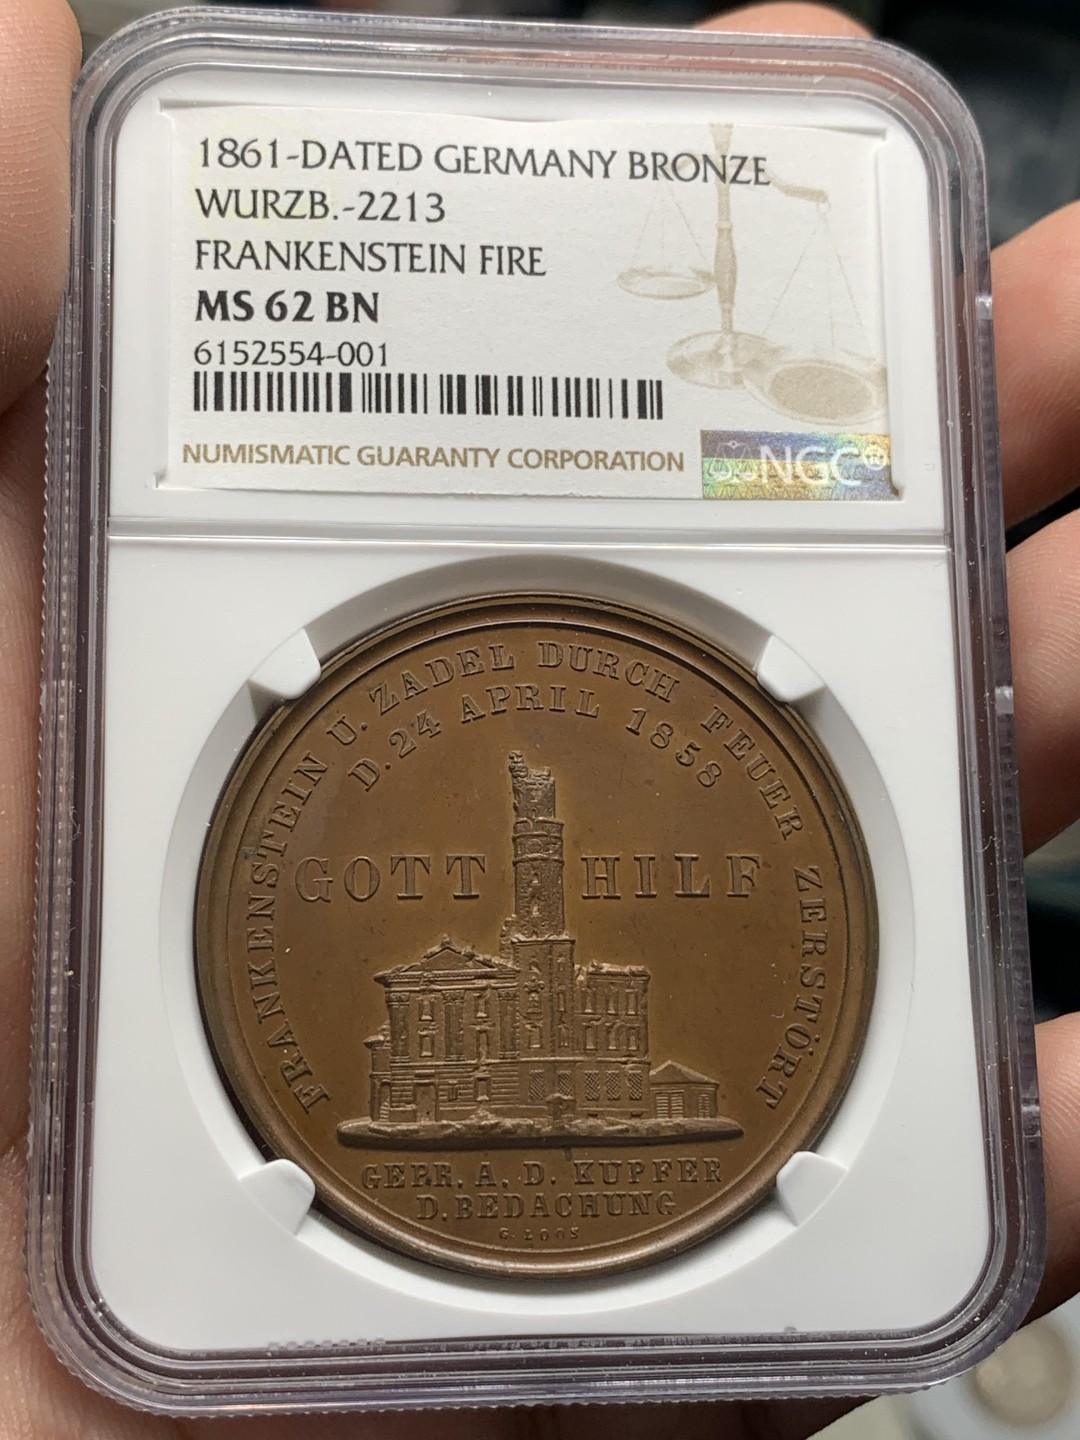 1861-DATED GERMANY BRONZE
WURZB.-2213
FRANKENSTEIN FIRE
MS 62 BN
6152554-001
NUMISMATIC GUARANTY CORPORATION
NGC
FRANKENSTEIN U. ZADEL DURCH FEUER ZERSTÖRT
D. 24 APRIL 1858
GOTT HILF
GEPR. A. D. KUPFER
D. BEDACHUNG
G. LOOS